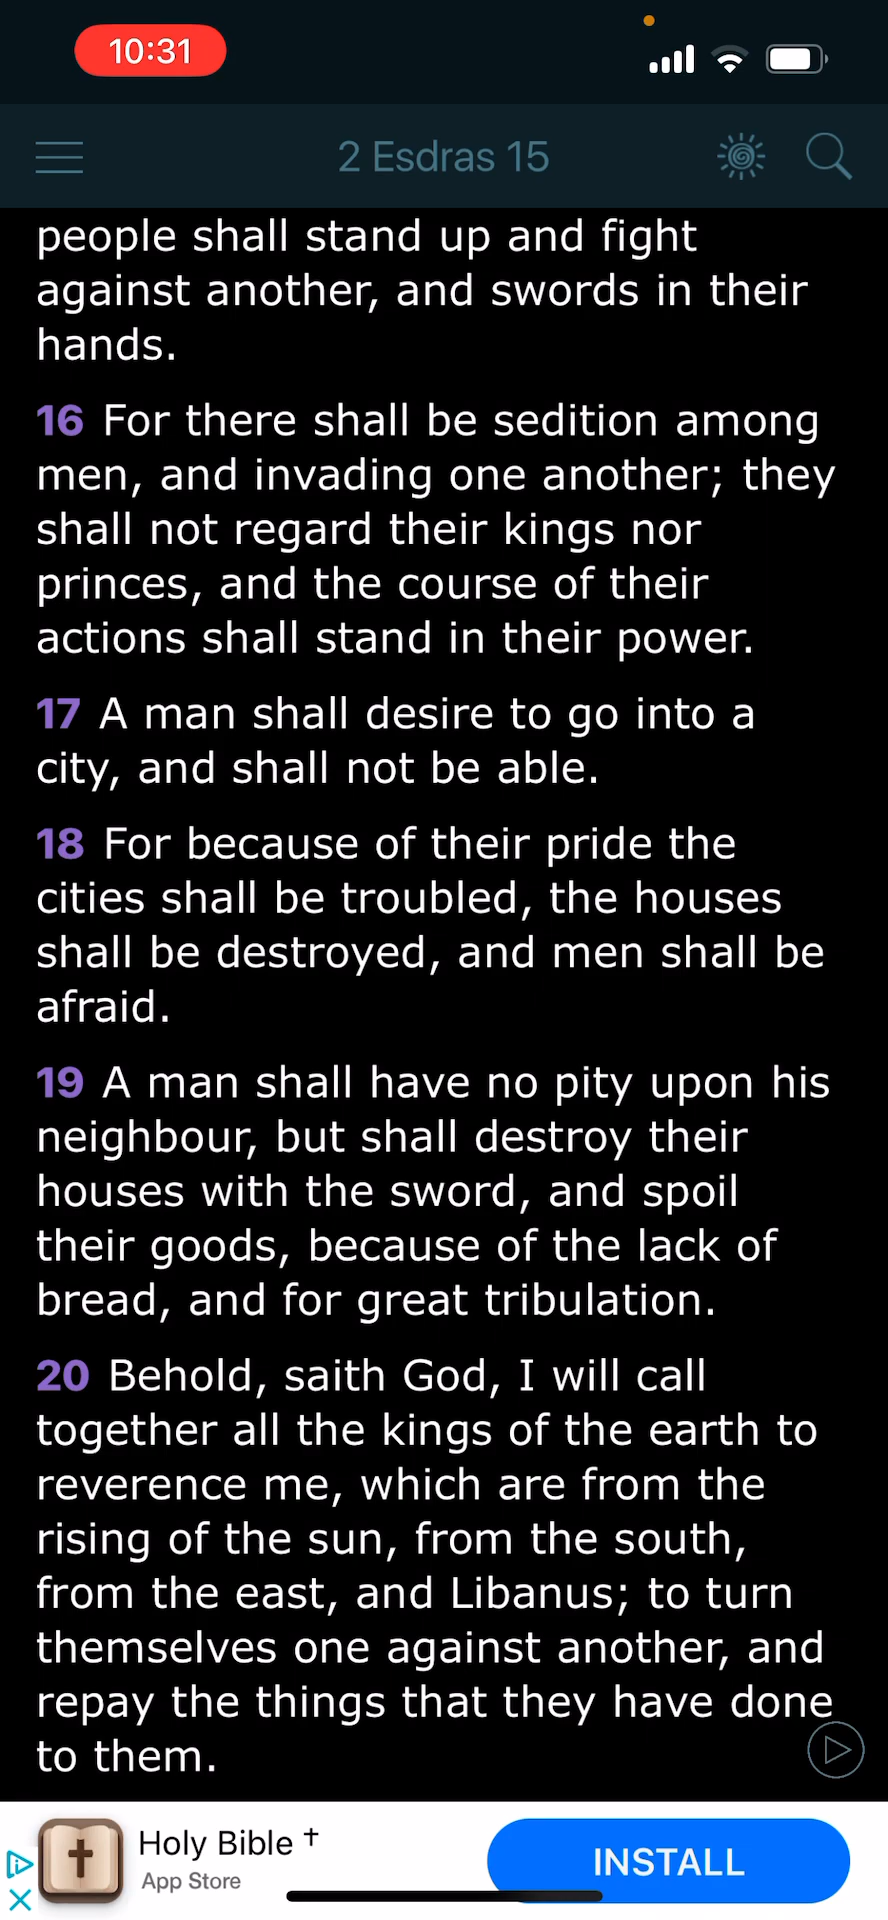 10:31
2 Esdras 15
people shall stand up and fight
against another, and swords in their
hands.
16 For there shall be sedition among
men, and invading one another; they
shall not regard their kings nor
princes, and the course of their
actions shall stand in their power.
17 A man shall desire to go into a
city, and shall not be able.
18 For because of their pride the
cities shall be troubled, the houses
shall be destroyed, and men shall be
afraid.
19 A man shall have no pity upon his
neighbour, but shall destroy their
houses with the sword, and spoil
their goods, because of the lack of
bread, and for great tribulation.
20 Behold, saith God, I will call
together all the kings of the earth to
reverence me, which are from the
rising of the sun, from the south,
from the east, and Libanus; to turn
themselves one against another, and
repay the things that they have done
to them.
Holy Bible ✝
App Store
INSTALL